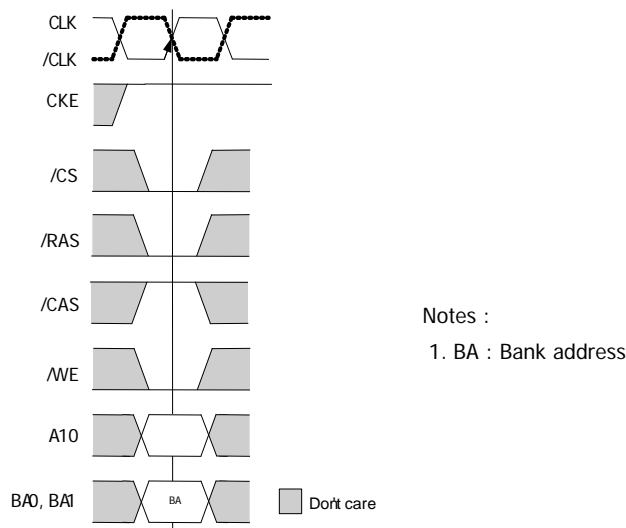 CLK
/CLK
CKE
/CS
/RAS
/CAS
/WE
A10
BA0, BA1
BA
Don't care
Notes :
1. BA : Bank address